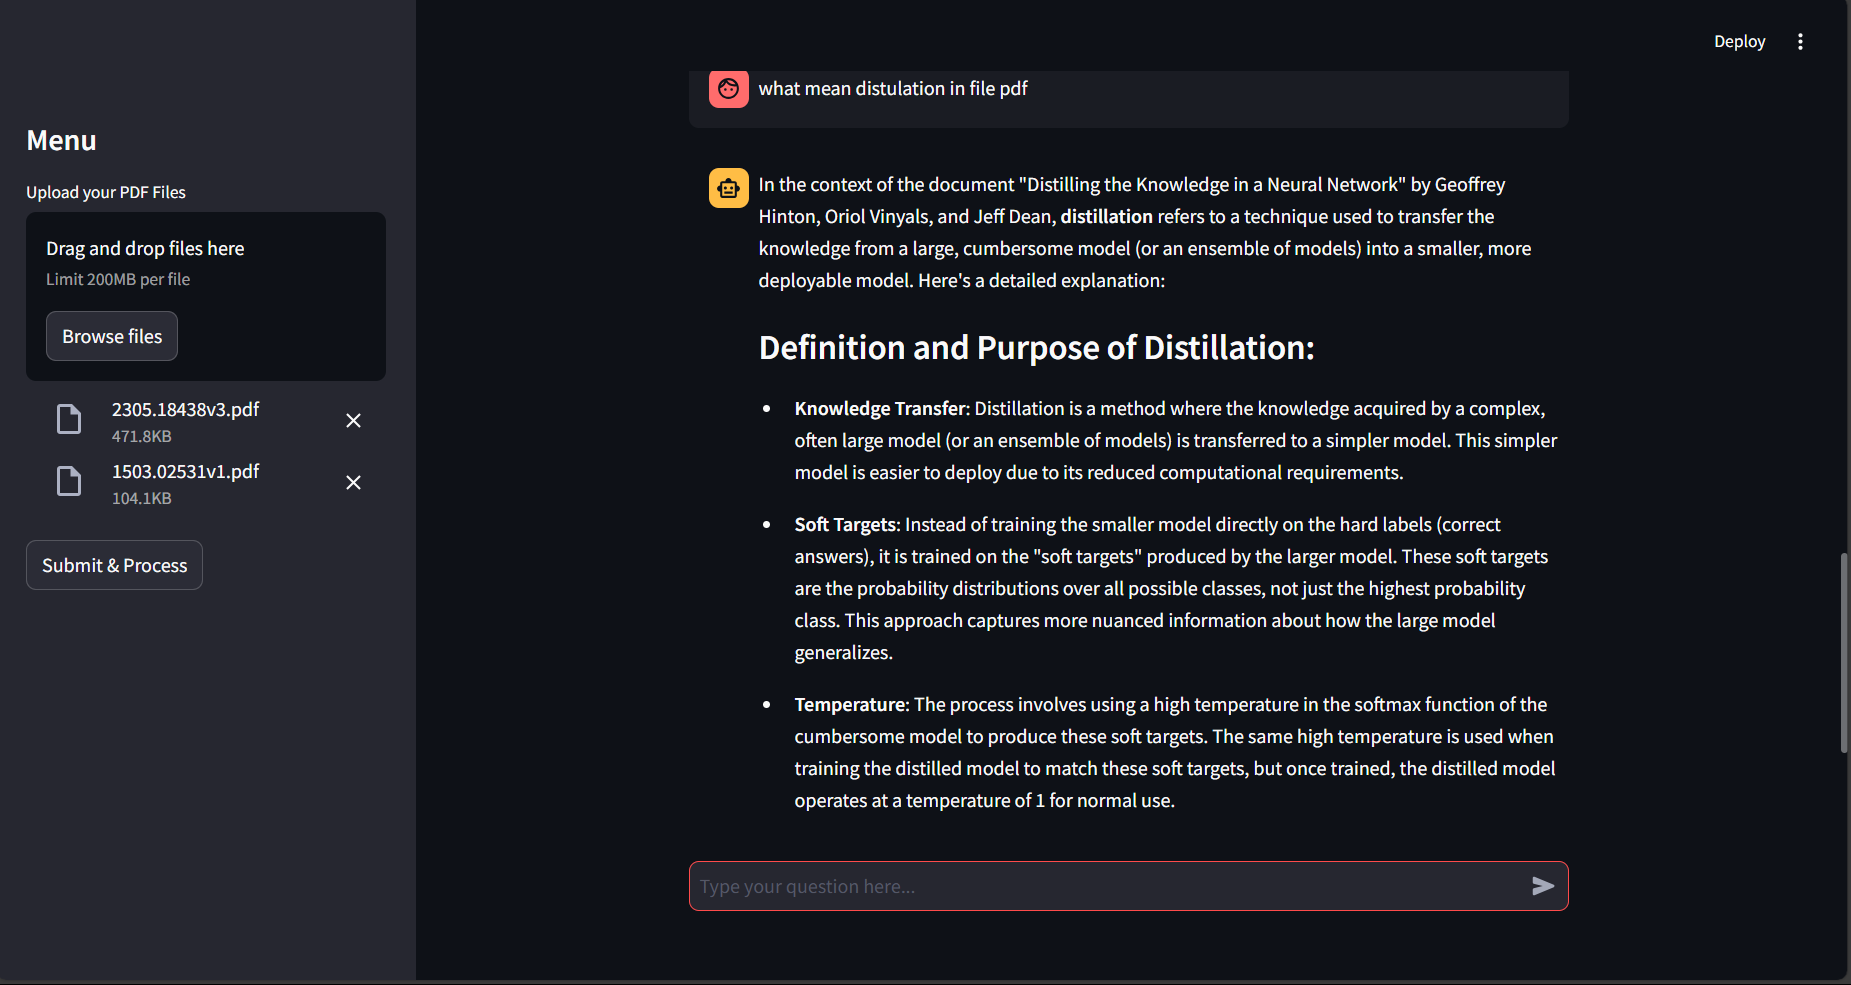 Deploy
Menu
Upload your PDF Files
Drag and drop files here
Limit 200MB per file
Browse files
2305.18438v3.pdf
471.8KB
1503.02531v1.pdf
104.1KB
Submit & Process
what mean distulation in file pdf
In the context of the document "Distilling the Knowledge in a Neural Network" by Geoffrey
Hinton, Oriol Vinyals, and Jeff Dean, distillation refers to a technique used to transfer the
knowledge from a large, cumbersome model (or an ensemble of models) into a smaller, more
deployable model. Here's a detailed explanation:
Definition and Purpose of Distillation:
• Knowledge Transfer: Distillation is a method where the knowledge acquired by a complex,
often large model (or an ensemble of models) is transferred to a simpler model. This simpler
model is easier to deploy due to its reduced computational requirements.
• Soft Targets: Instead of training the smaller model directly on the hard labels (correct
answers), it is trained on the "soft targets" produced by the larger model. These soft targets
are the probability distributions over all possible classes, not just the highest probability
class. This approach captures more nuanced information about how the large model
generalizes.
• Temperature: The process involves using a high temperature in the softmax function of the
cumbersome model to produce these soft targets. The same high temperature is used when
training the distilled model to match these soft targets, but once trained, the distilled model
operates at a temperature of 1 for normal use.
Type your question here...